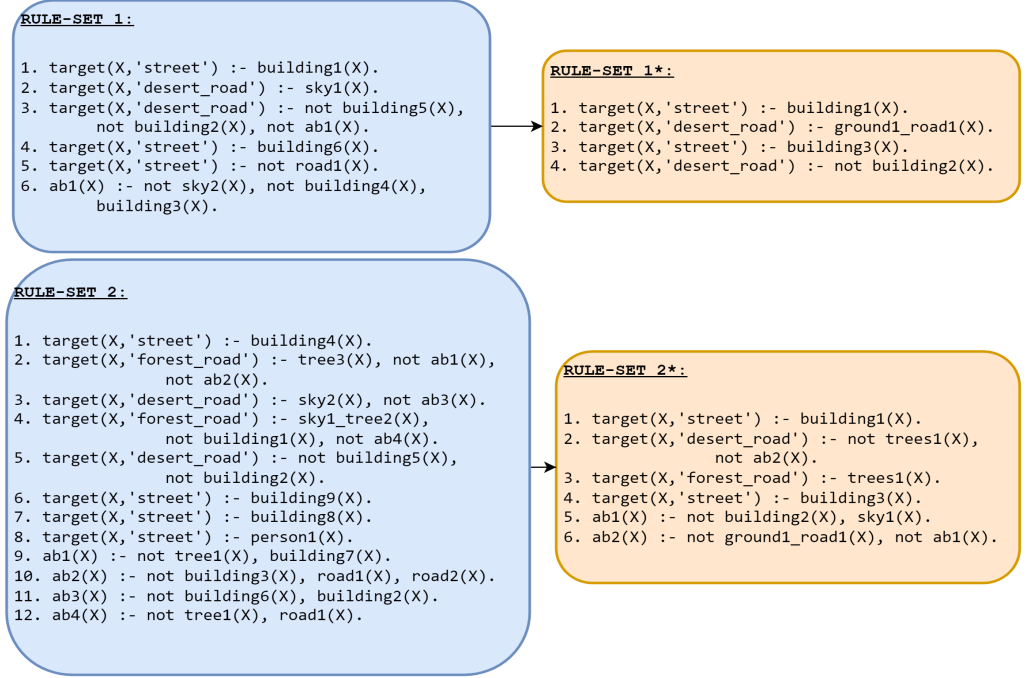 RULE-SET 1:
1. target(X,'street') :- building1(X).
2. target(X,'desert_road') :- sky1(X).
3. target(X,'desert_road') :- not building5(X),
not building2(X), not ab1(X).
4. target(X,'street') :- building6(X).
5. target(X,'street') :- not road1(X).
6. ab1(X) :- not sky2(X), not building4(X),
building3(X).
RULE-SET 1*:
1. target(X,'street') :- building1(X).
2. target(X,'desert_road') :- ground1_road1(X).
3. target(X,'street') :- building3(X).
4. target(X,'desert_road') :- not building2(X).
RULE-SET 2:
1. target(X,'street') :- building4(X).
2. target(X,'forest_road') :- tree3(X), not ab1(X),
not ab2(X).
3. target(X,'desert_road') :- sky2(X), not ab3(X).
4. target(X,'forest_road') :- sky1_tree2(X),
not building1(X), not ab4(X).
5. target(X,'desert_road') :- not building5(X),
not building2(X).
6. target(X,'street') :- building9(X).
7. target(X,'street') :- building8(X).
8. target(X,'street') :- person1(X).
9. ab1(X) :- not tree1(X), building7(X).
10. ab2(X) :- not building3(X), road1(X), road2(X).
11. ab3(X) :- not building6(X), building2(X).
12. ab4(X) :- not tree1(X), road1(X).
RULE-SET 2*:
1. target(X,'street') :- building1(X).
2. target(X,'desert_road') :- not trees1(X),
not ab2(X).
3. target(X,'forest_road') :- trees1(X).
4. target(X,'street') :- building3(X).
5. ab1(X) :- not building2(X), sky1(X).
6. ab2(X) :- not ground1_road1(X), not ab1(X).